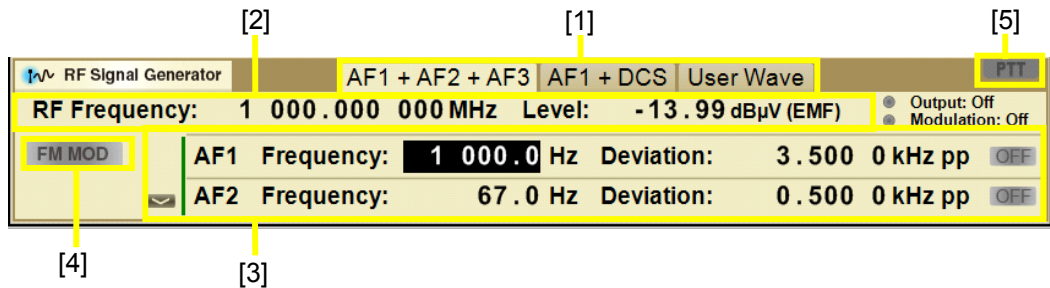 [2] [1] [5]
RF Signal Generator AF1 + AF2 + AF3 AF1 + DCS User Wave PTT
RF Frequency: 1 000.000 000 MHz Level: -13.99 dBµV (EMF) Output: Off
Modulation: Off
FM MOD AF1 Frequency: 1 000.0 Hz Deviation: 3.500 0 kHz pp OFF
AF2 Frequency: 67.0 Hz Deviation: 0.500 0 kHz pp OFF
[4] [3]